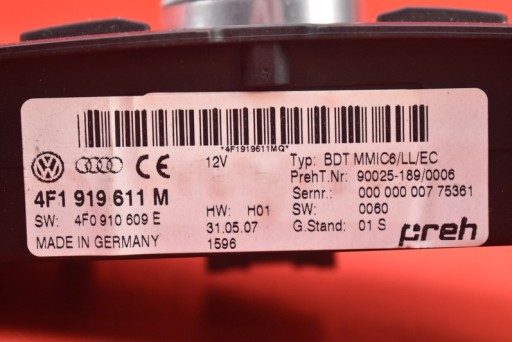 *4F1919611MQ*
12V
Typ: BDT MMIC6/LL/EC
PrehT.Nr: 90025-189/0006
4F1 919 611 M
Sernr.: 000 000 007 75361
SW: 4F0 910 609 E
HW: H01
SW: 0060
MADE IN GERMANY
31.05.07
G.Stand: 01 S
1596
preh
VW
CE